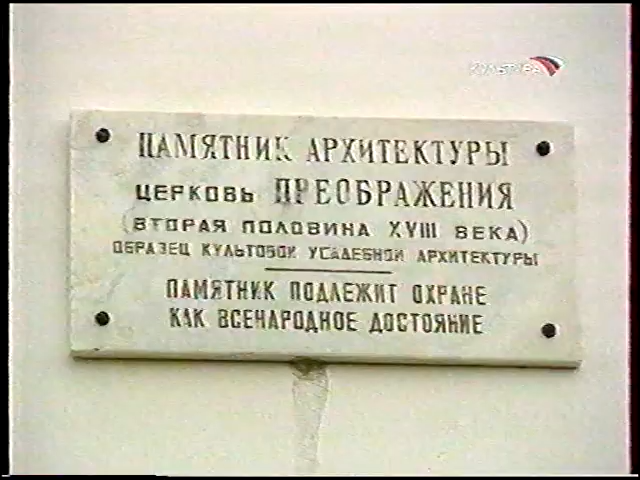 КУЛЬТУРА
ПАМЯТНИК АРХИТЕКТУРЫ
ЦЕРКОВЬ ПРЕОБРАЖЕНИЯ
(ВТОРАЯ ПОЛОВИНА XVIII ВЕКА)
ОБРАЗЕЦ КУЛЬТОВОЙ УСАДЕБНОЙ АРХИТЕКТУРЫ
ПАМЯТНИК ПОДЛЕЖИТ ОХРАНЕ
КАК ВСЕНАРОДНОЕ ДОСТОЯНИЕ